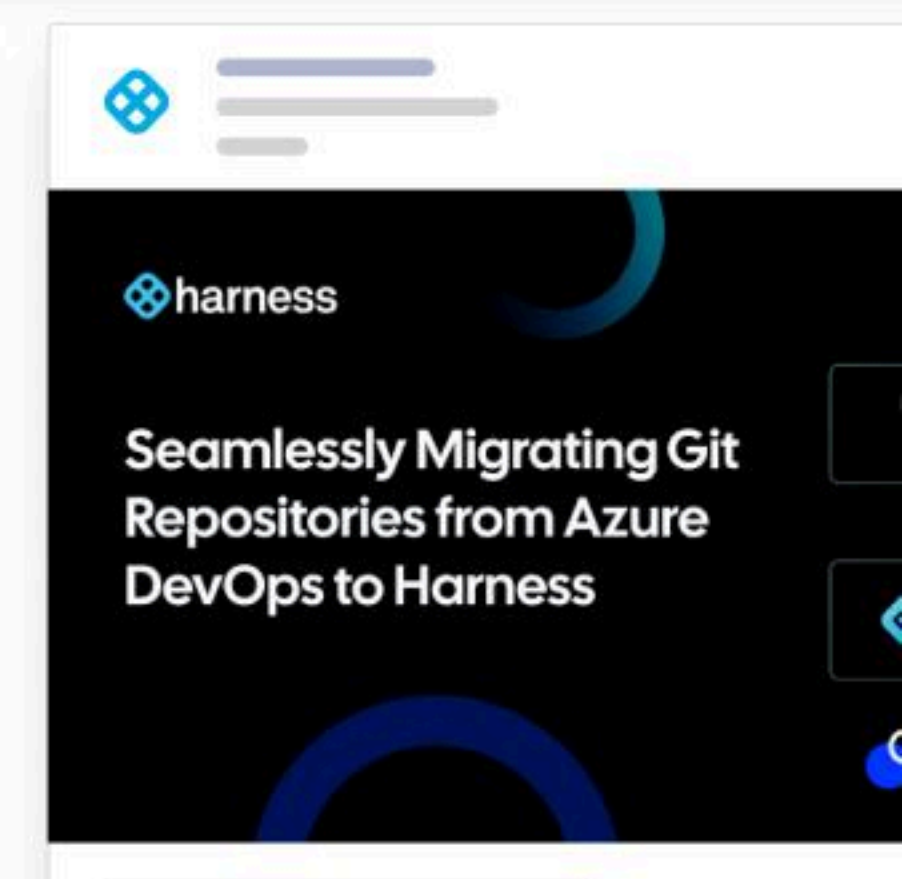 harness
Seamlessly Migrating Git
Repositories from Azure
DevOps to Harness